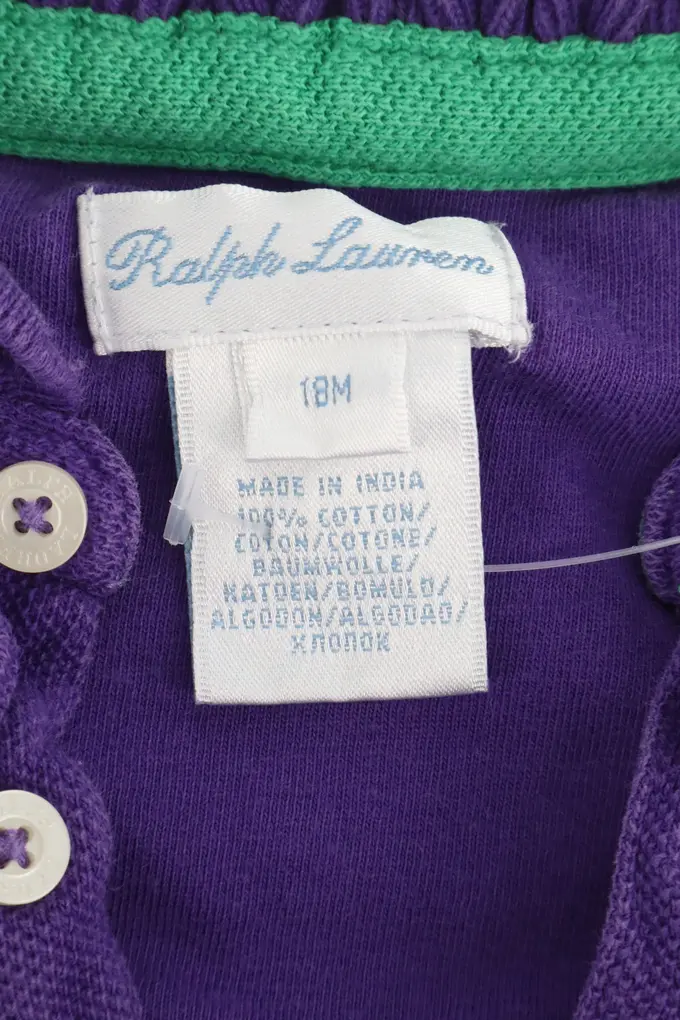 Ralph Lauren
18M
MADE IN INDIA
100% COTTON/
COTON/COTONE/
BAUMWOLLE/
KATOEN/BOMULD/
ALGODON/ALGODAO/
ХЛОПОК